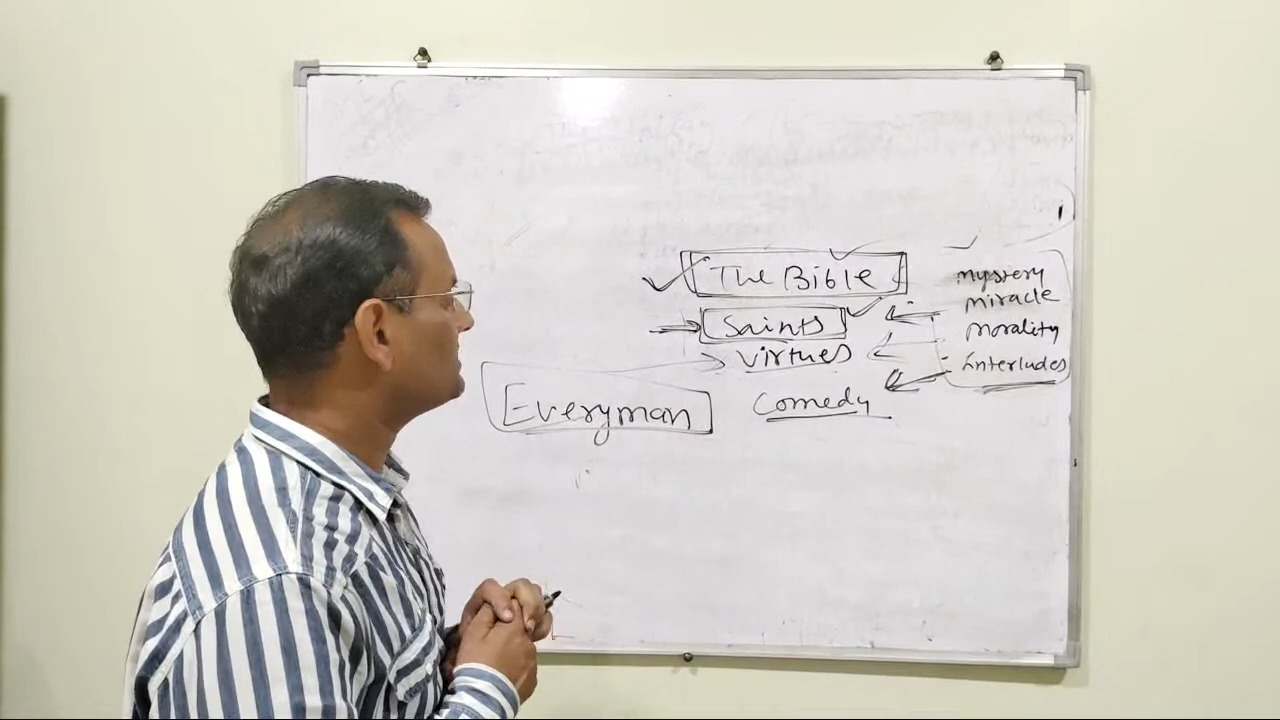 The Bible
Saints
virtues
Everyman
Comedy
mystery
miracle
morality
interludes